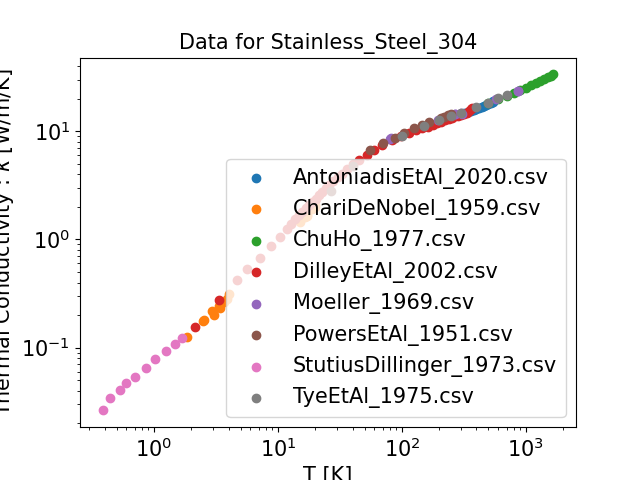 Data for Stainless_Steel_304
Thermal Conductivity : k [W/m/K]
10¹
10⁰
10⁻¹
AntoniadisEtAl_2020.csv
ChariDeNobel_1959.csv
ChuHo_1977.csv
DilleyEtAl_2002.csv
Moeller_1969.csv
PowersEtAl_1951.csv
StutiusDillinger_1973.csv
TyeEtAl_1975.csv
10⁰ 10¹ 10² 10³
T [K]